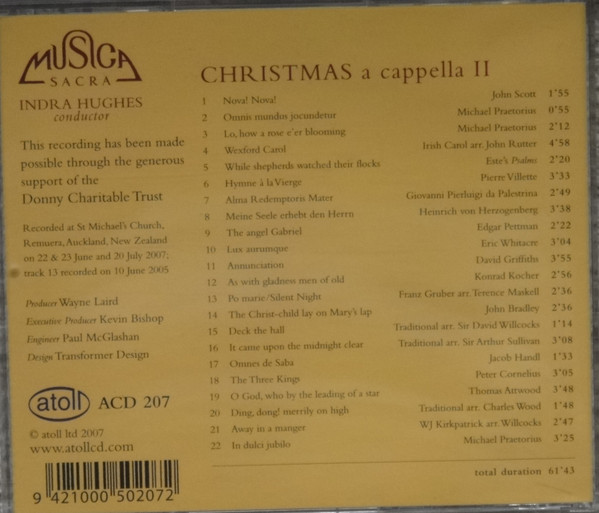 MUSICA
SACRA
INDRA HUGHES
conductor
This recording has been made
possible through the generous
support of the
Donny Charitable Trust
Recorded at St Michael's Church,
Remuera, Auckland, New Zealand
on 22 & 23 June and 20 July 2007;
track 13 recorded on 10 June 2005
Producer Wayne Laird
Executive Producer Kevin Bishop
Engineer Paul McGlashan
Design Transformer Design
atoll ACD 207
© atoll ltd 2007
www.atollcd.com
9 421000 502072
CHRISTMAS a cappella II
1 Nova! Nova! John Scott 1'55
2 Omnis mundus jocundetur Michael Praetorius 0'55
3 Lo, how a rose e'er blooming Michael Praetorius 2'12
4 Wexford Carol Irish Carol arr. John Rutter 4'58
5 While shepherds watched their flocks Este's Psalms 2'20
6 Hymne à la Vierge Pierre Villette 3'33
7 Alma Redemptoris Mater Giovanni Pierluigi da Palestrina 2'49
8 Meine Seele erhebt den Herrn Heinrich von Herzogenberg 3'38
9 The angel Gabriel Edgar Pettman 2'22
10 Lux aurumque Eric Whitacre 3'04
11 Annunciation David Griffiths 3'55
12 As with gladness men of old Konrad Kocher 2'56
13 Po marie/Silent Night Franz Gruber arr. Terence Maskell 2'36
14 The Christ-child lay on Mary's lap John Bradley 2'36
15 Deck the hall Traditional arr. Sir David Willcocks 1'14
16 It came upon the midnight clear Traditional arr. Sir Arthur Sullivan 3'08
17 Omnes de Saba Jacob Handl 1'33
18 The Three Kings Peter Cornelius 3'05
19 O God, who by the leading of a star Thomas Attwood 3'48
20 Ding, dong! merrily on high Traditional arr. Charles Wood 1'48
21 Away in a manger WJ Kirkpatrick arr. Willcocks 2'47
22 In dulci jubilo Michael Praetorius 3'25
total duration 61'43